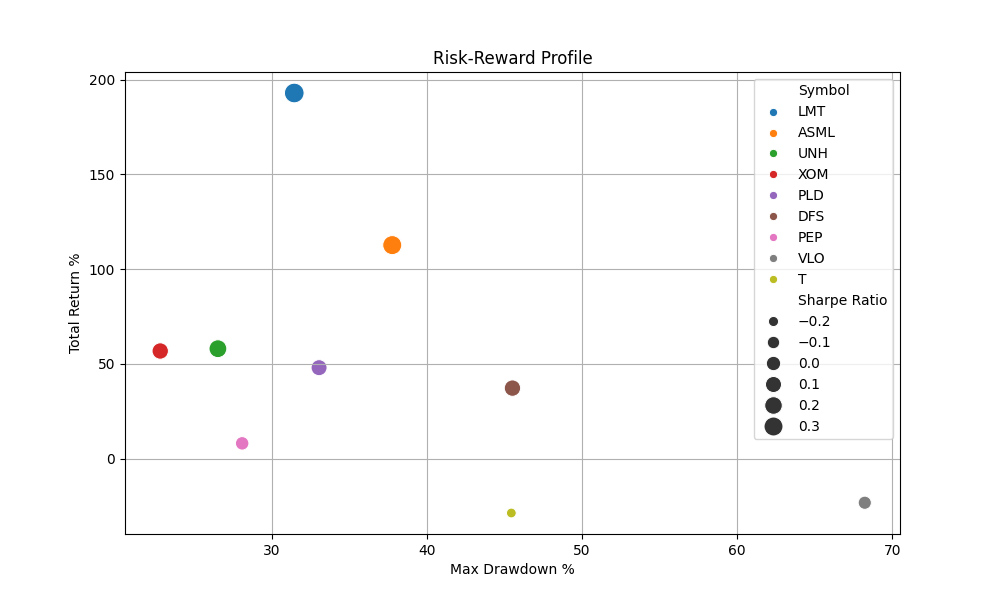 Risk-Reward Profile
Total Return %
200
150
100
50
0
30
40
50
60
70
Max Drawdown %
Symbol
LMT
ASML
UNH
XOM
PLD
DFS
PEP
VLO
T
Sharpe Ratio
−0.2
−0.1
0.0
0.1
0.2
0.3